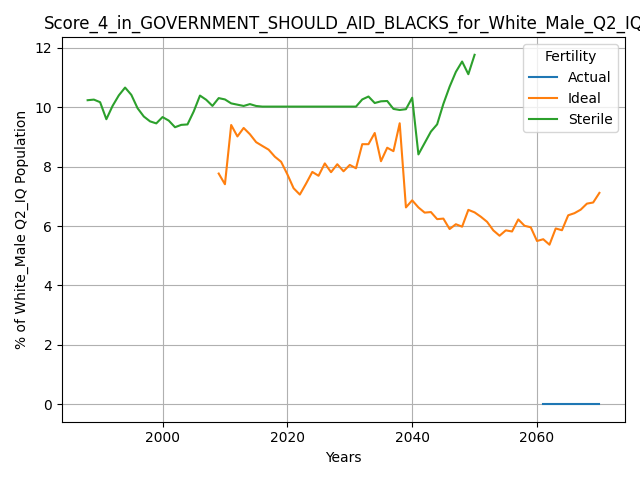 Score_4_in_GOVERNMENT_SHOULD_AID_BLACKS_for_White_Male_Q2_IQ
Fertility
Actual
Ideal
Sterile
% of White_Male Q2_IQ Population
12
10
8
6
4
2
0
2000
2020
2040
2060
Years